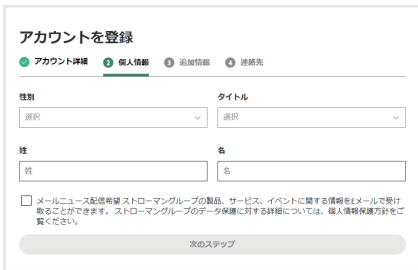 アカウントを登録
アカウント詳細 2 個人情報 3 追加情報 4 連絡先
性別 タイトル
選択 選択
姓 名
姓 名
メールニュース配信希望 ストローマングループの製品、サービス、イベントに関する情報をEメールで受け
取ることができます。 ストローマングループのデータ保護に対する詳細については、個人情報保護方針をご
覧ください。
次のステップ